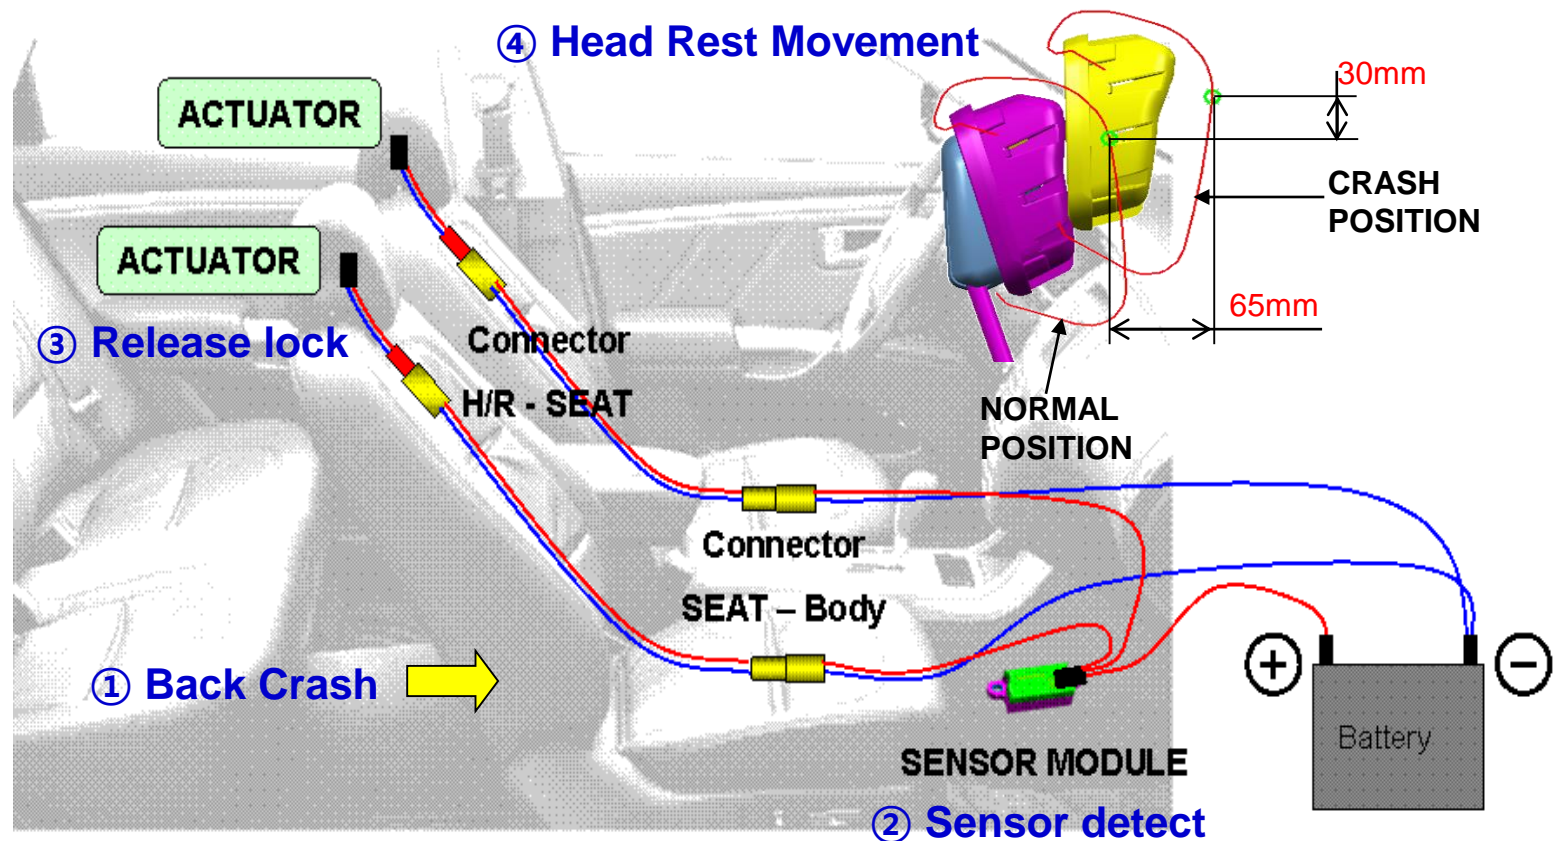 ④ Head Rest Movement
30mm
ACTUATOR
CRASH
POSITION
ACTUATOR
65mm
③ Release lock
Connector
H/R - SEAT
NORMAL
POSITION
Connector
SEAT – Body
① Back Crash
+
−
Battery
SENSOR MODULE
② Sensor detect